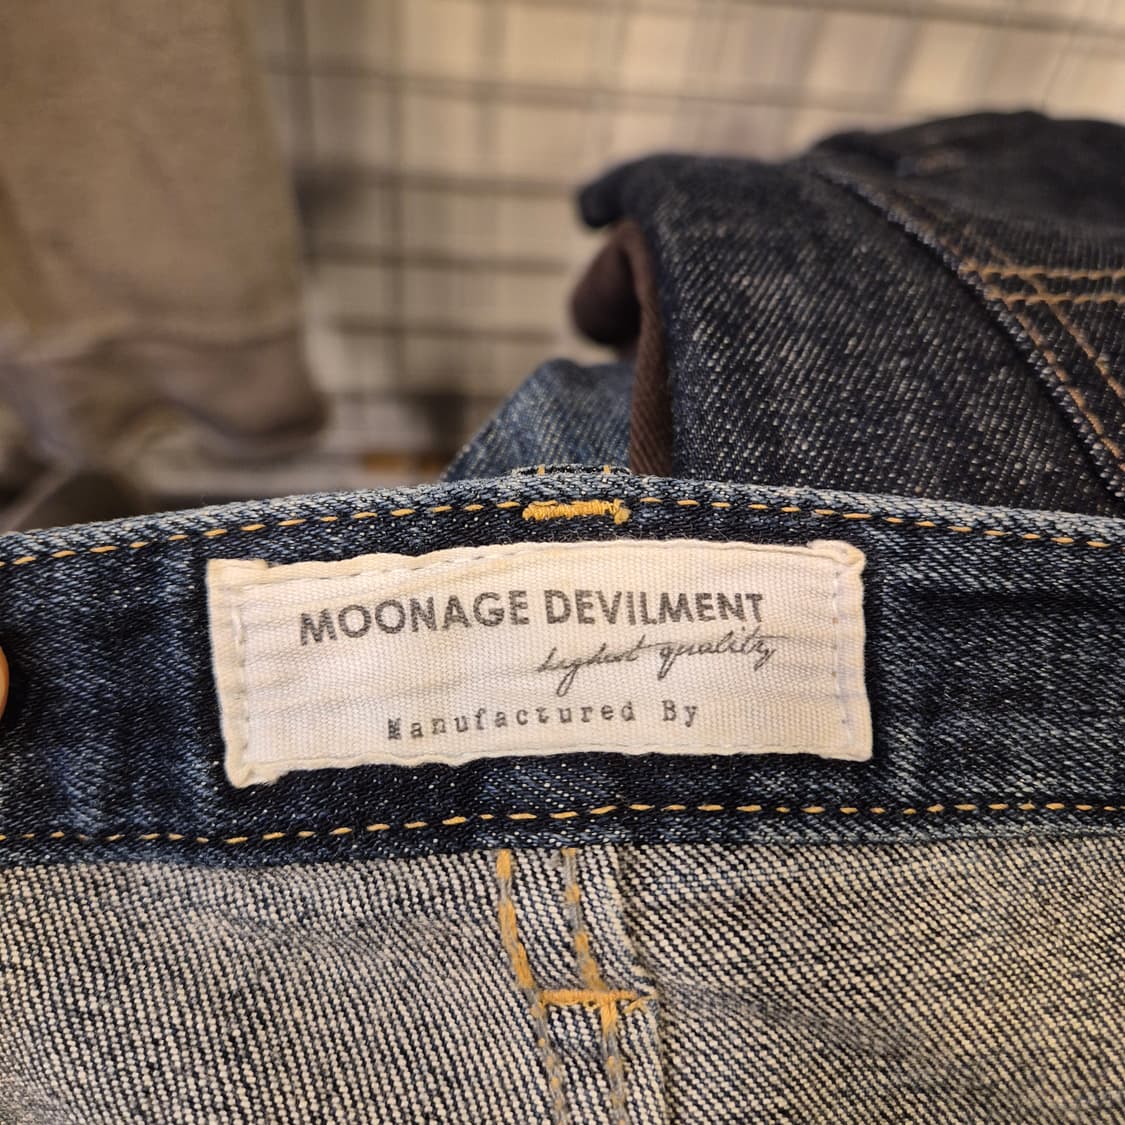 MOONAGE DEVILMENT
highest quality
Manufactured By